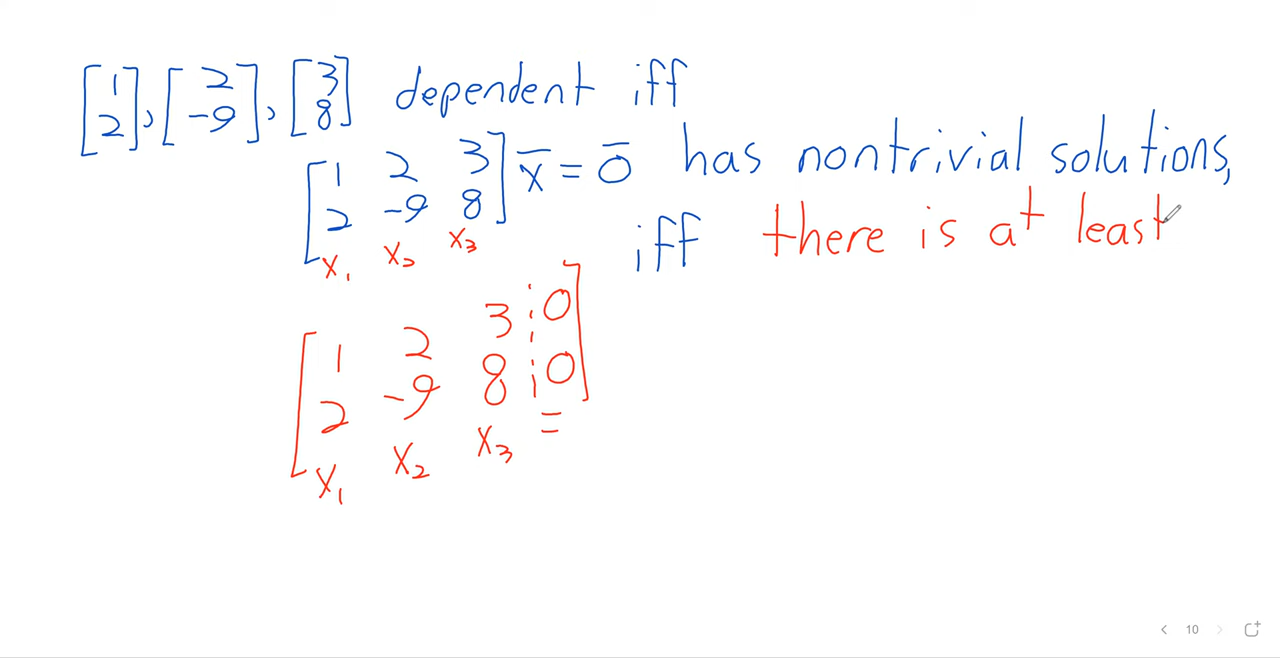 [1 2], [2 -9], [3 8] dependent iff
[1 2 3 x̄ = 0̄ has nontrivial solutions,
2 -9 8]
x₁ x₂ x₃ iff there is at least
[1 2 3 ¦ 0
2 -9 8 ¦ 0]
x₁ x₂ x₃ =
10